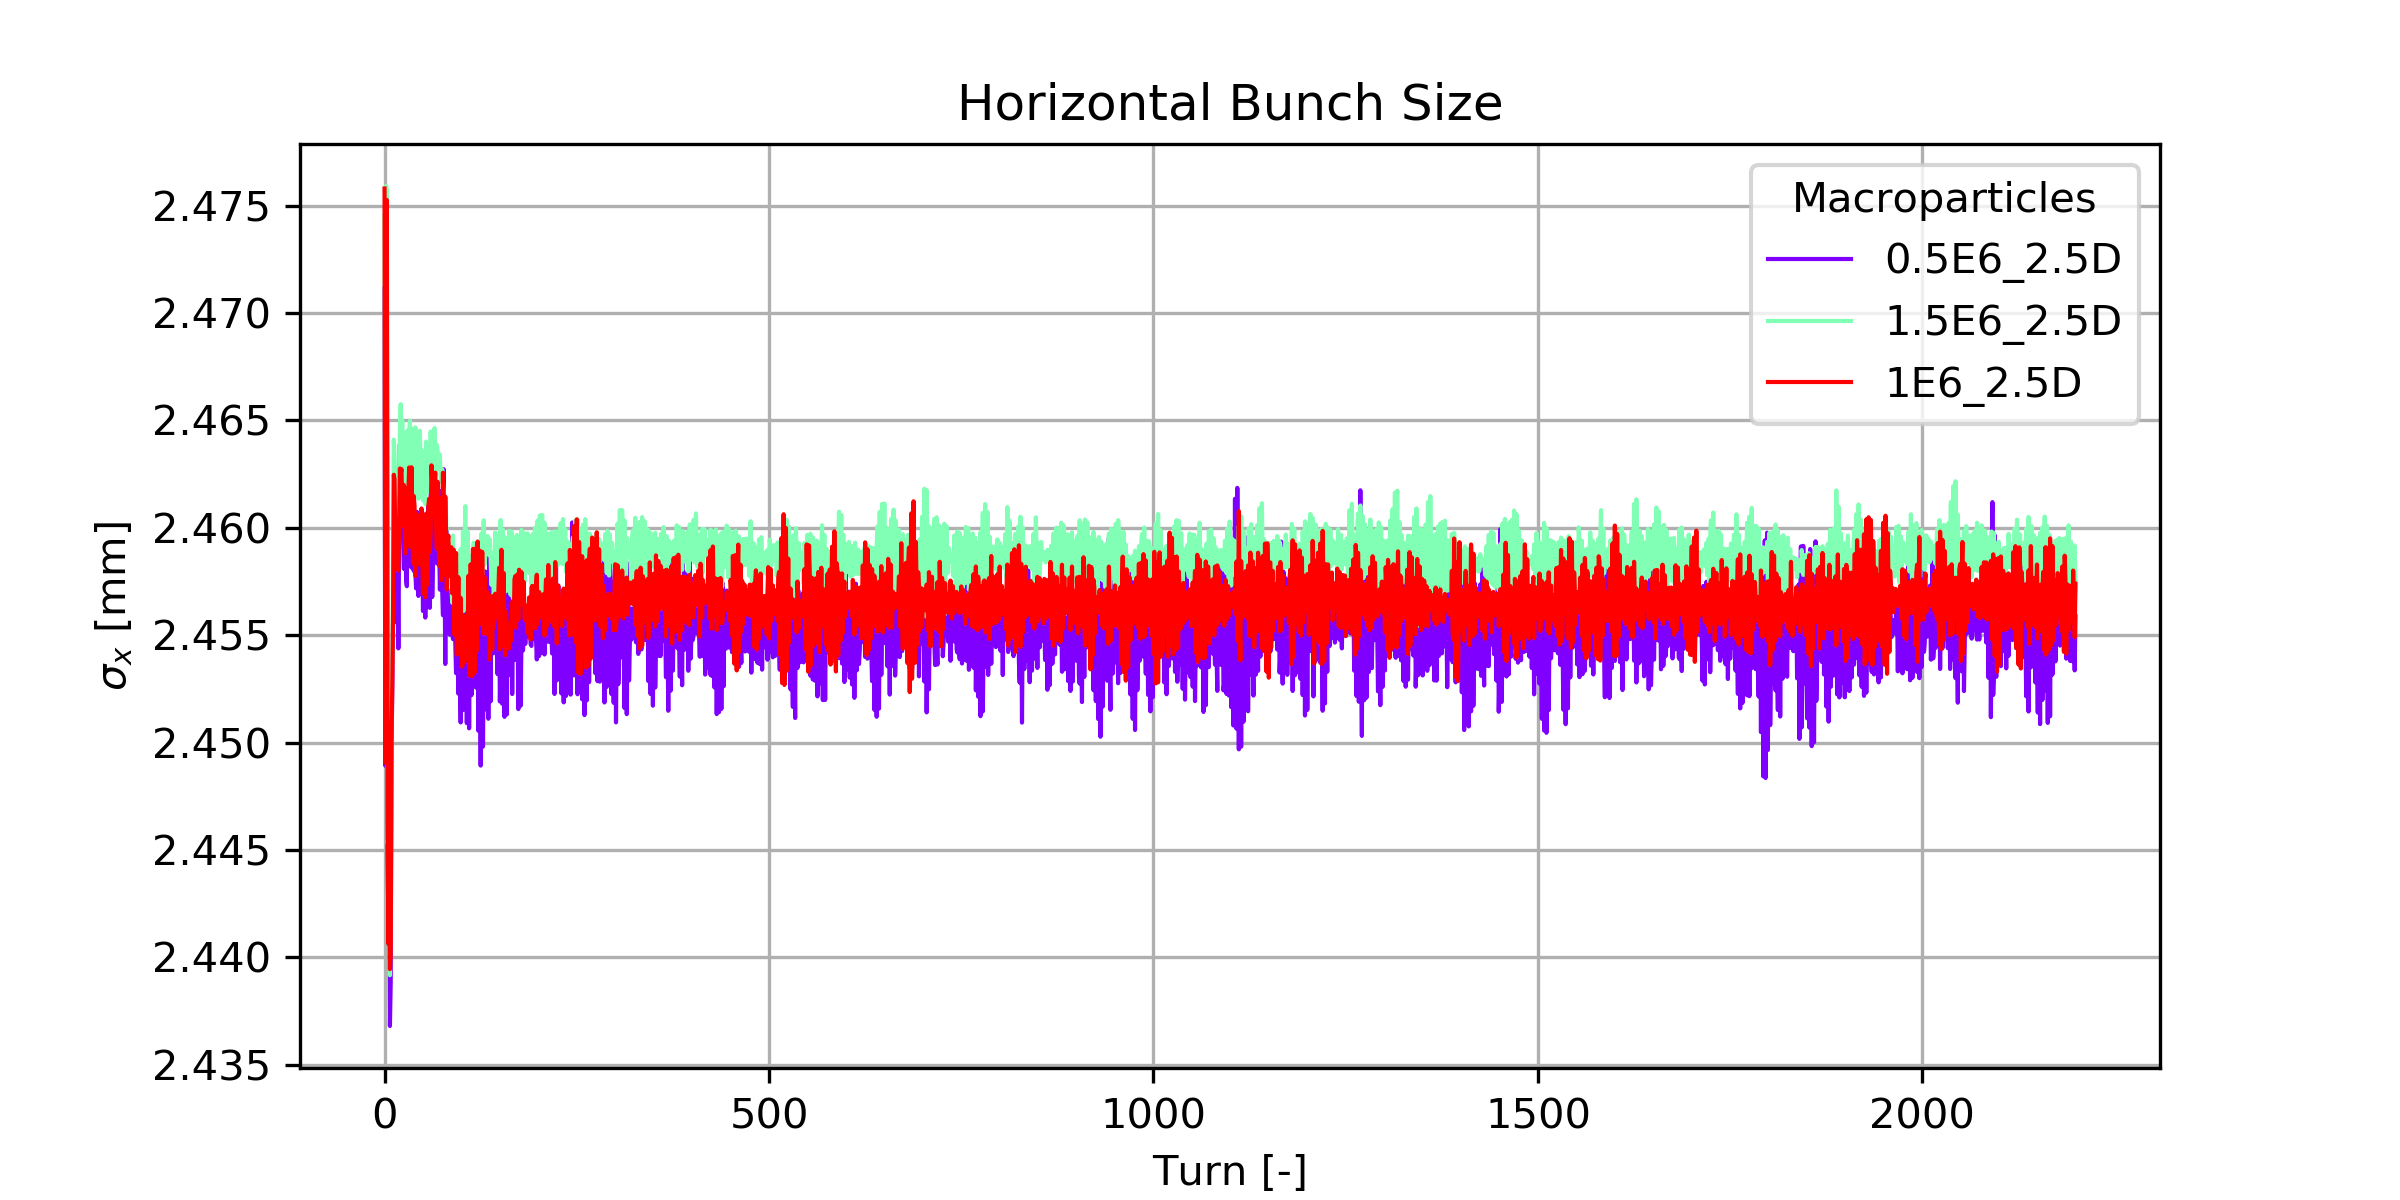 Horizontal Bunch Size
Macroparticles
0.5E6_2.5D
1.5E6_2.5D
1E6_2.5D
2.475
2.470
2.465
2.460
2.455
2.450
2.445
2.440
2.435
σx [mm]
0 500 1000 1500 2000
Turn [-]